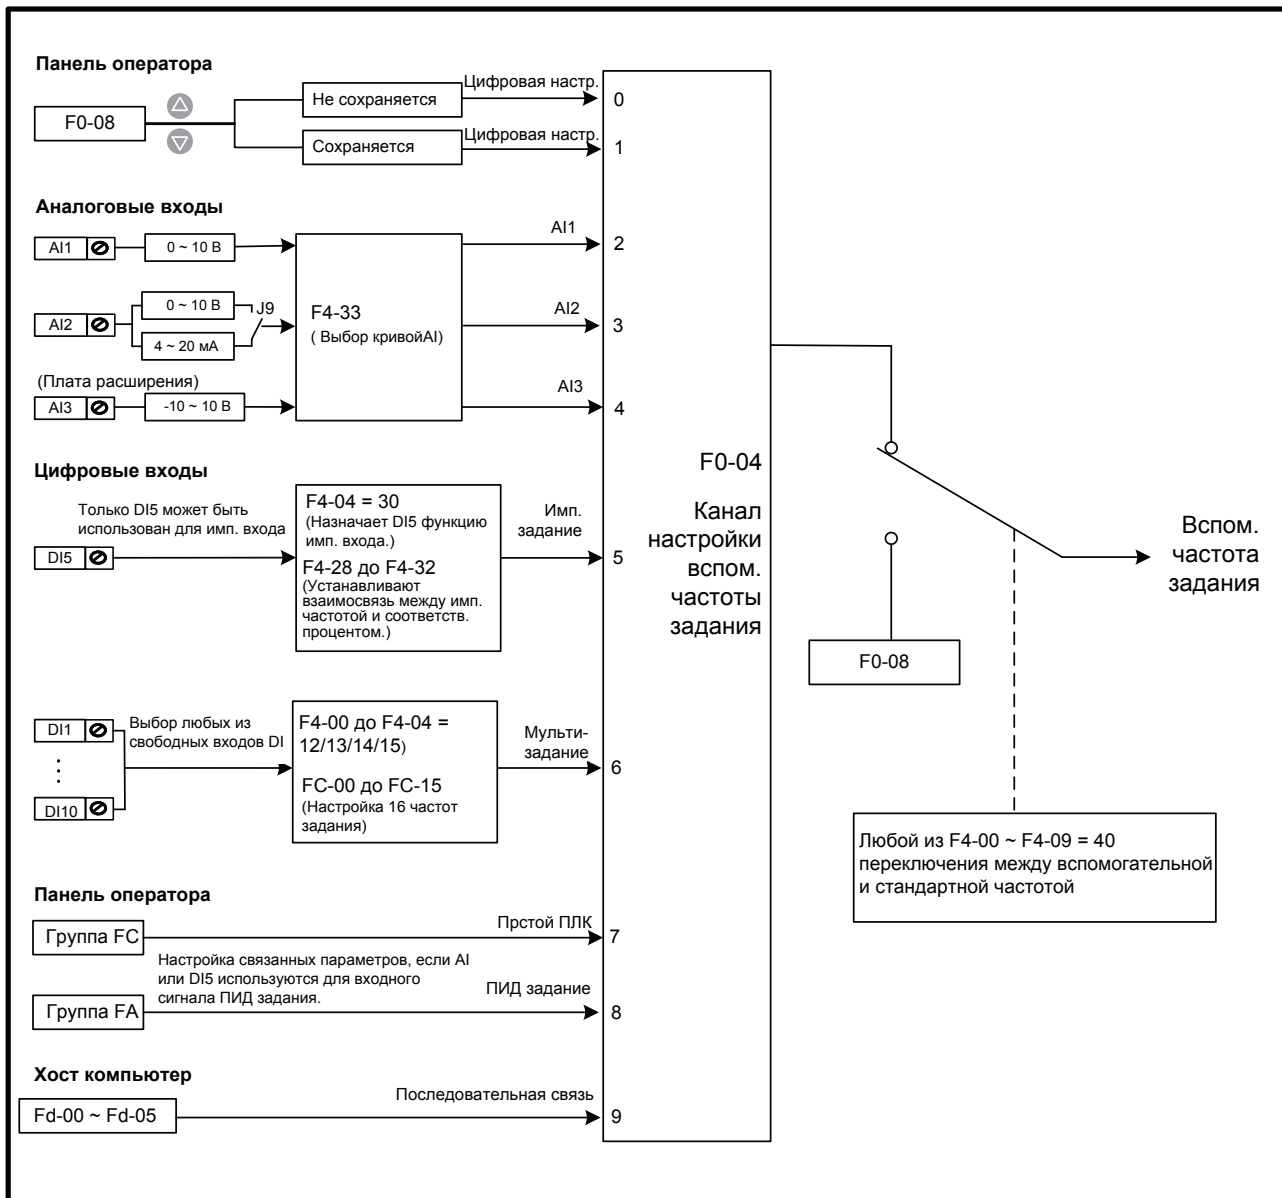 Панель оператора
F0-08
Не сохраняется
Цифровая настр.
0
Сохраняется
Цифровая настр.
1
Аналоговые входы
AI1
0 ~ 10 В
AI1
2
AI2
0 ~ 10 В
4 ~ 20 мА
J9
F4-33
( Выбор кривойAI)
AI2
3
(Плата расширения)
AI3
-10 ~ 10 В
AI3
4
Цифровые входы
Только DI5 может быть
использован для имп. входа
DI5
F4-04 = 30
(Назначает DI5 функцию
имп. входа.)
F4-28 до F4-32
(Устанавливают
взаимосвязь между имп.
частотой и соответств.
процентом.)
Имп.
задание
5
DI1
⋮
DI10
Выбор любых из
свободных входов DI
F4-00 до F4-04 =
12/13/14/15)
FC-00 до FC-15
(Настройка 16 частот
задания)
Мульти-
задание
6
Панель оператора
Группа FC
Прстой ПЛК
7
Настройка связанных параметров, если AI
или DI5 используются для входного
сигнала ПИД задания.
Группа FA
ПИД задание
8
Хост компьютер
Fd-00 ~ Fd-05
Последовательная связь
9
F0-04
Канал
настройки
вспом.
частоты
задания
F0-08
Вспом.
частота
задания
Любой из F4-00 ~ F4-09 = 40
переключения между вспомогательной
и стандартной частотой